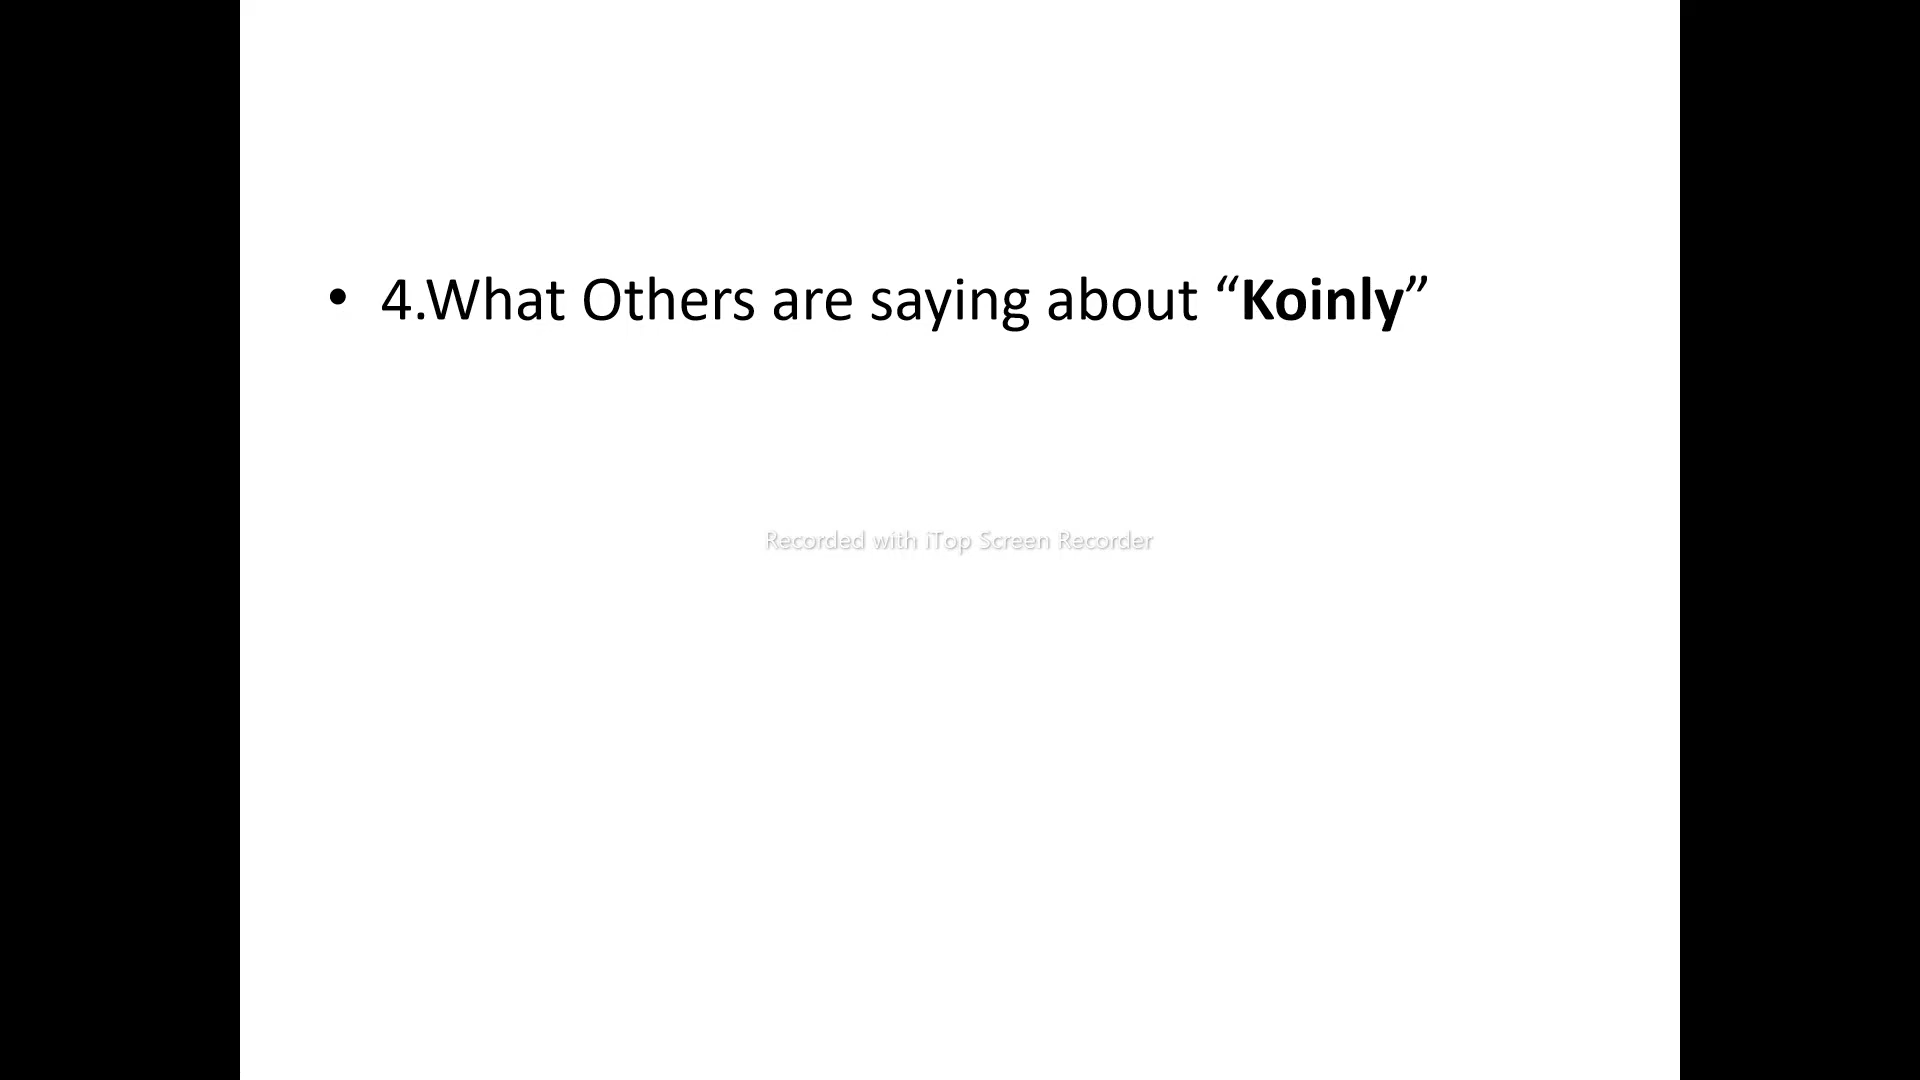 • 4.What Others are saying about “Koinly”
Recorded with iTop Screen Recorder